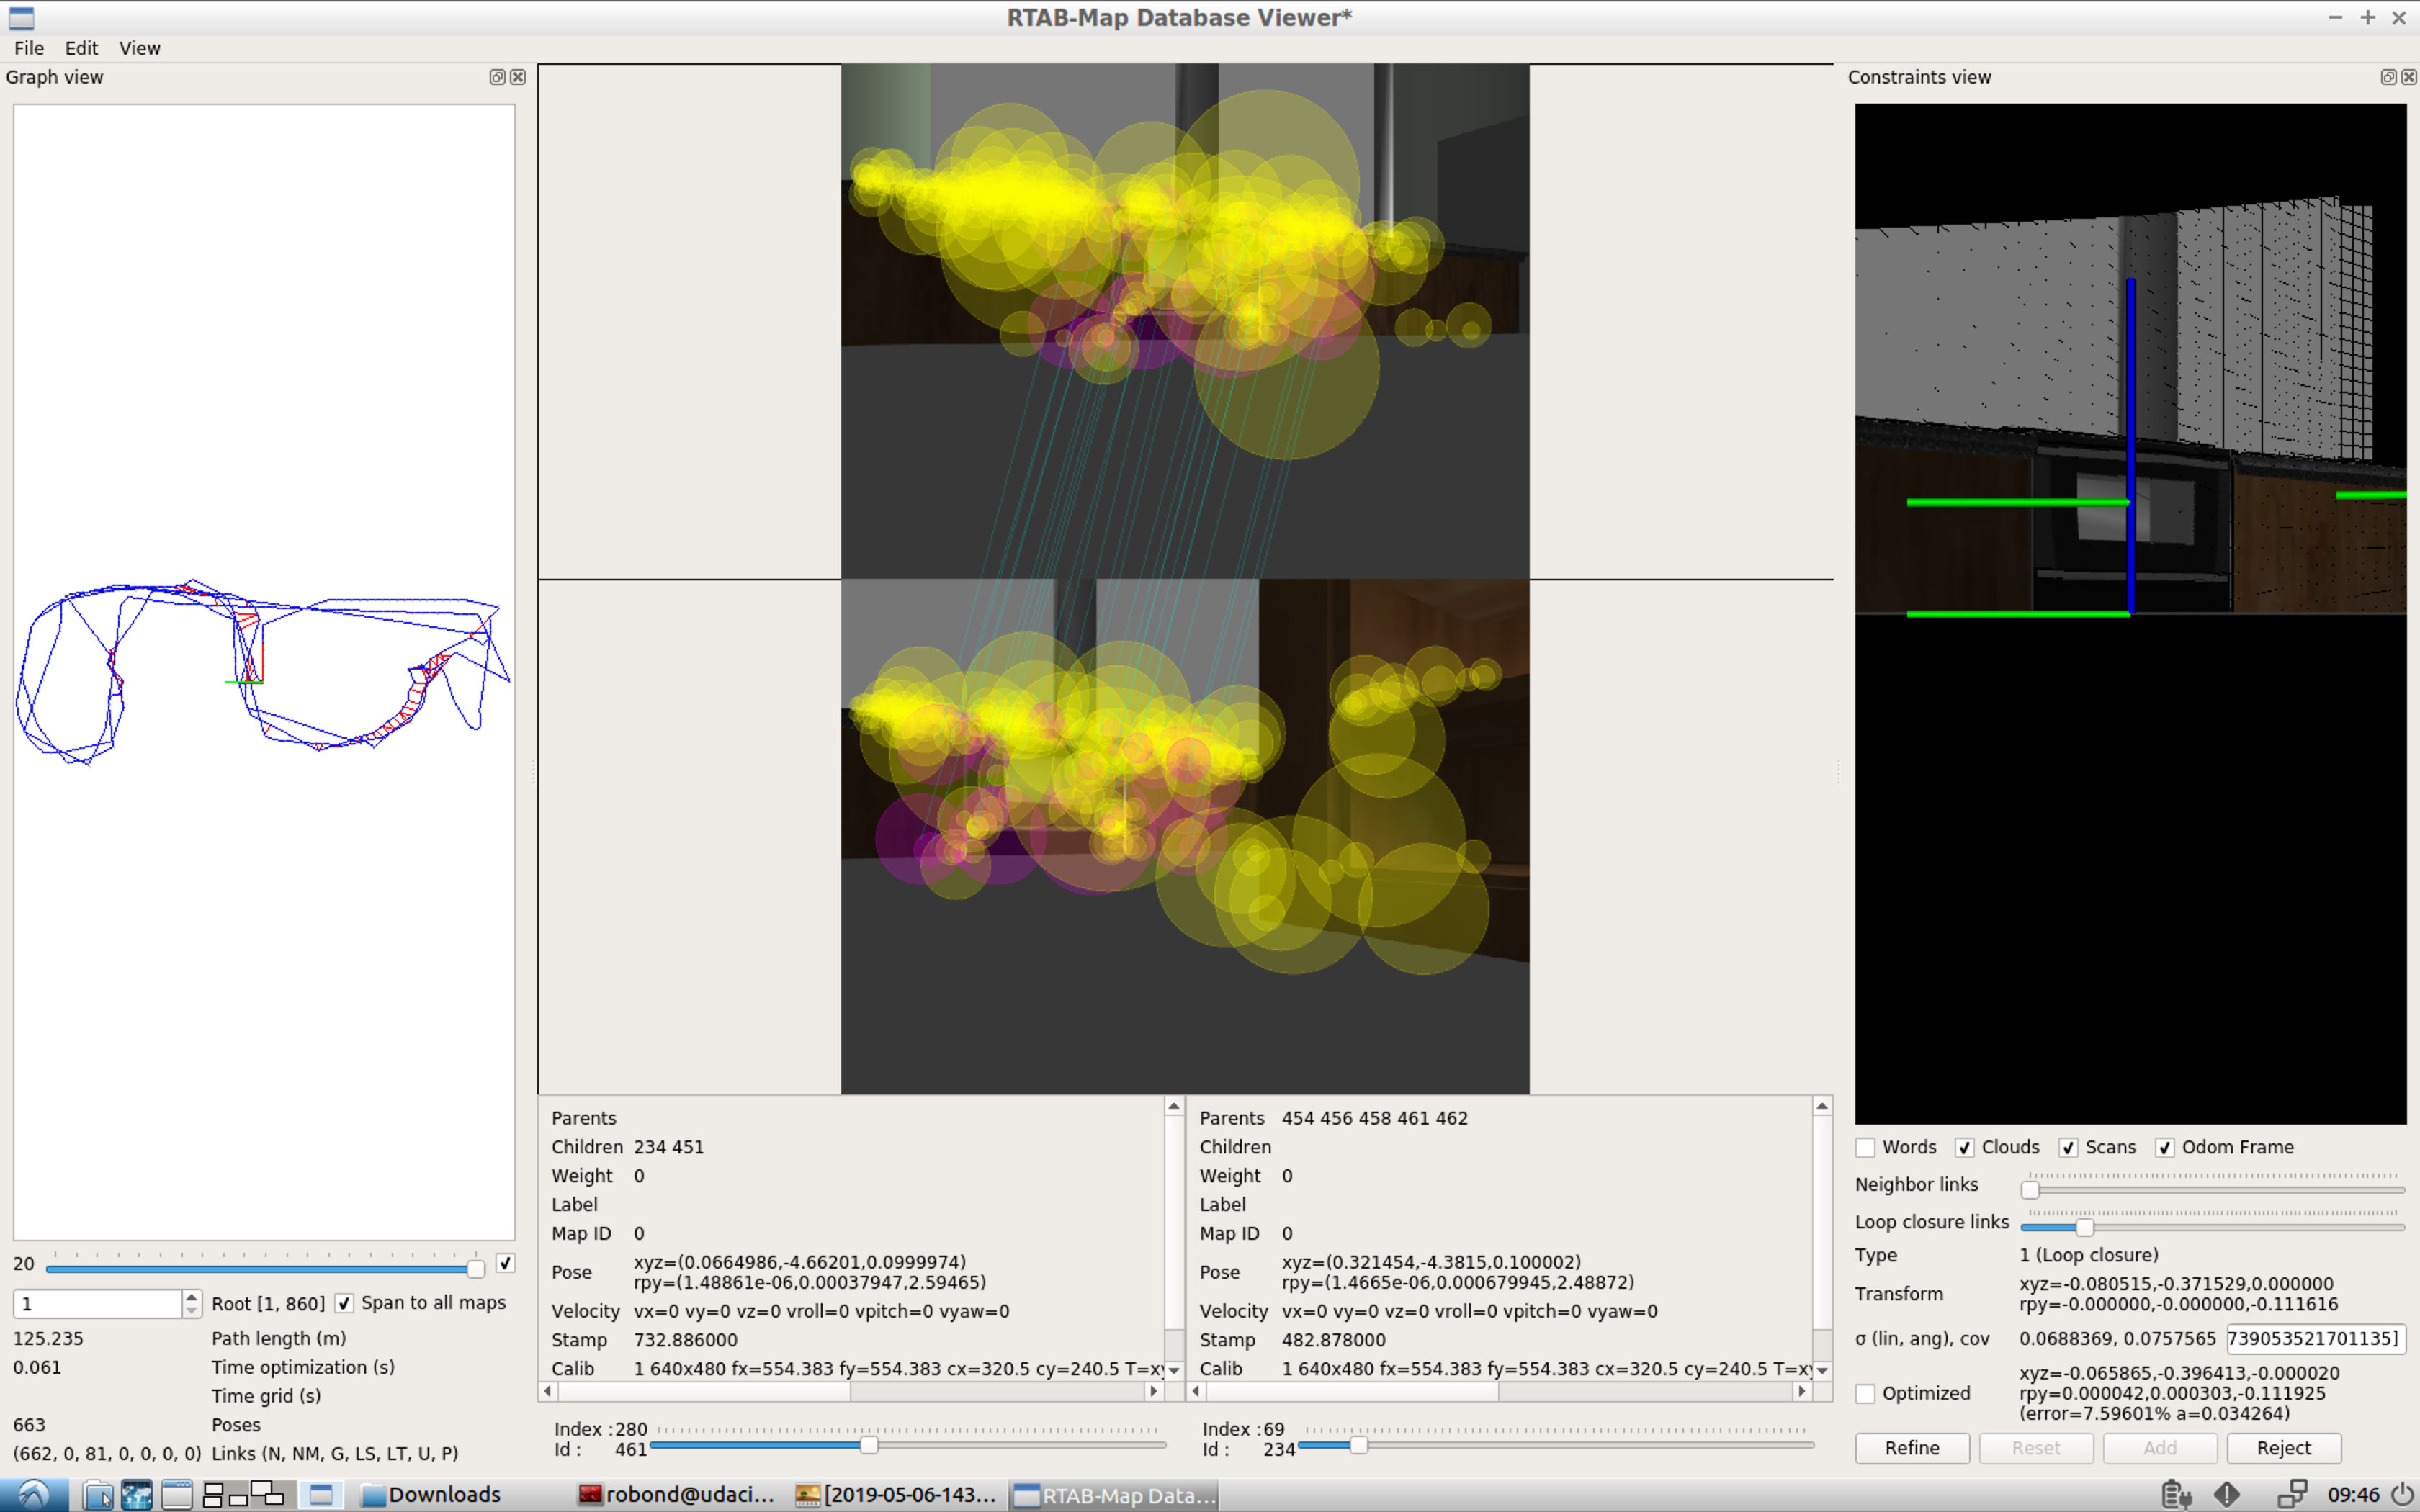 RTAB-Map Database Viewer*
File Edit View
Graph view
Constraints view
20
1 Root [1, 860] Span to all maps
125.235 Path length (m)
0.061 Time optimization (s)
Time grid (s)
663 Poses
(662, 0, 81, 0, 0, 0, 0) Links (N, NM, G, LS, LT, U, P)
Parents
Children 234 451
Weight 0
Label
Map ID 0
Pose xyz=(0.0664986,-4.66201,0.0999974)
rpy=(1.48861e-06,0.00037947,2.59465)
Velocity vx=0 vy=0 vz=0 vroll=0 vpitch=0 vyaw=0
Stamp 732.886000
Calib 1 640x480 fx=554.383 fy=554.383 cx=320.5 cy=240.5 T=xy
Index : 280
Id : 461
Parents 454 456 458 461 462
Children
Weight 0
Label
Map ID 0
Pose xyz=(0.321454,-4.3815,0.100002)
rpy=(1.4665e-06,0.000679945,2.48872)
Velocity vx=0 vy=0 vz=0 vroll=0 vpitch=0 vyaw=0
Stamp 482.878000
Calib 1 640x480 fx=554.383 fy=554.383 cx=320.5 cy=240.5 T=xy
Index : 69
Id : 234
Words Clouds Scans Odom Frame
Neighbor links
Loop closure links
Type 1 (Loop closure)
Transform xyz=-0.080515,-0.371529,0.000000
rpy=-0.000000,-0.000000,-0.111616
σ (lin, ang), cov 0.0688369, 0.0757565 739053521701135]
Optimized xyz=-0.065865,-0.396413,-0.000020
rpy=0.000042,0.000303,-0.111925
(error=7.59601% a=0.034264)
Refine Reset Add Reject
Downloads robond@udaci... [2019-05-06-143... RTAB-Map Data... 09:46